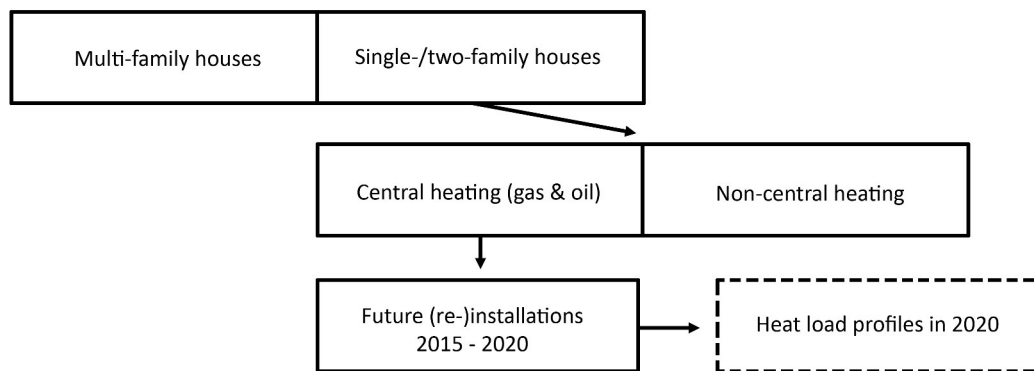 Multi-family houses
Single-/two-family houses
Central heating (gas & oil)
Non-central heating
Future (re-)installations
2015 - 2020
Heat load profiles in 2020